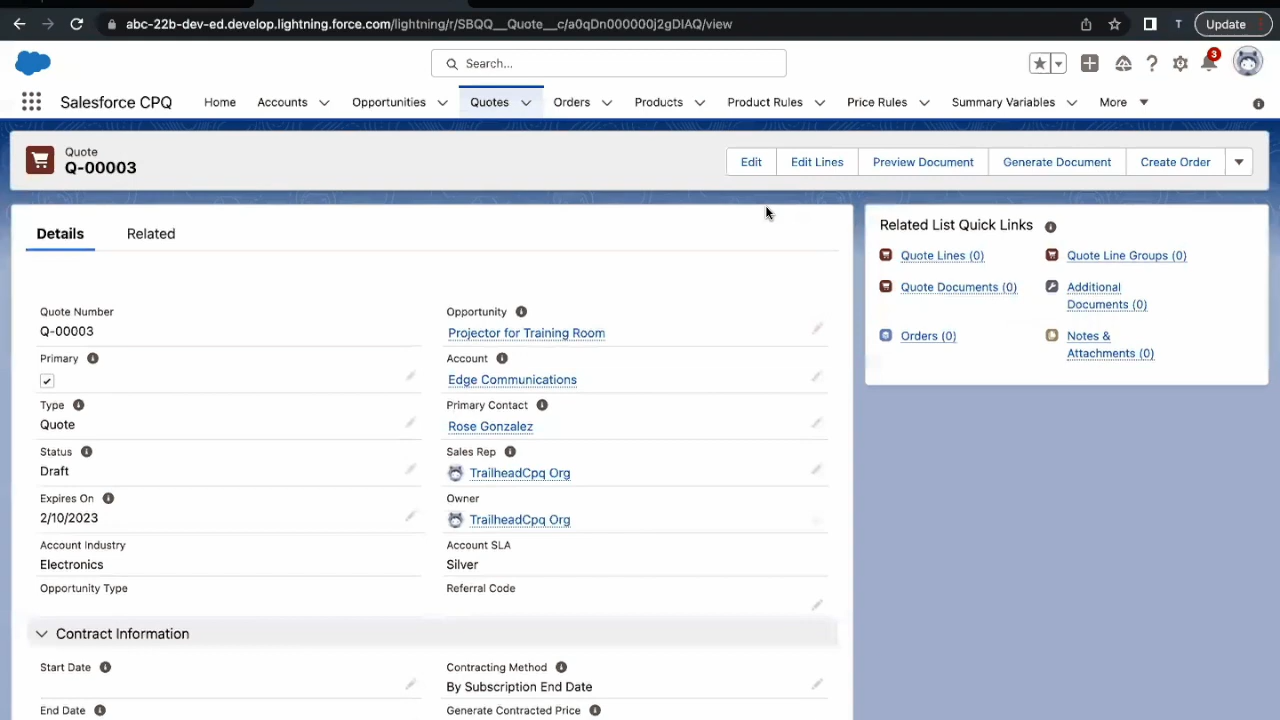 abc-22b-dev-ed.develop.lightning.force.com/lightning/r/SBQQ__Quote__c/a0qDn000000j2gDIAQ/view
T
Update
Search...
3
Salesforce CPQ Home Accounts Opportunities Quotes Orders Products Product Rules Price Rules Summary Variables More
Quote
Q-00003
Edit Edit Lines Preview Document Generate Document Create Order
Details Related
Quote Number
Q-00003
Primary
Type
Quote
Status
Draft
Expires On
2/10/2023
Account Industry
Electronics
Opportunity Type
Opportunity
Projector for Training Room
Account
Edge Communications
Primary Contact
Rose Gonzalez
Sales Rep
TrailheadCpq Org
Owner
TrailheadCpq Org
Account SLA
Silver
Referral Code
Contract Information
Start Date
End Date
Contracting Method
By Subscription End Date
Generate Contracted Price
Related List Quick Links
Quote Lines (0)
Quote Line Groups (0)
Quote Documents (0)
Additional
Documents (0)
Orders (0)
Notes &
Attachments (0)